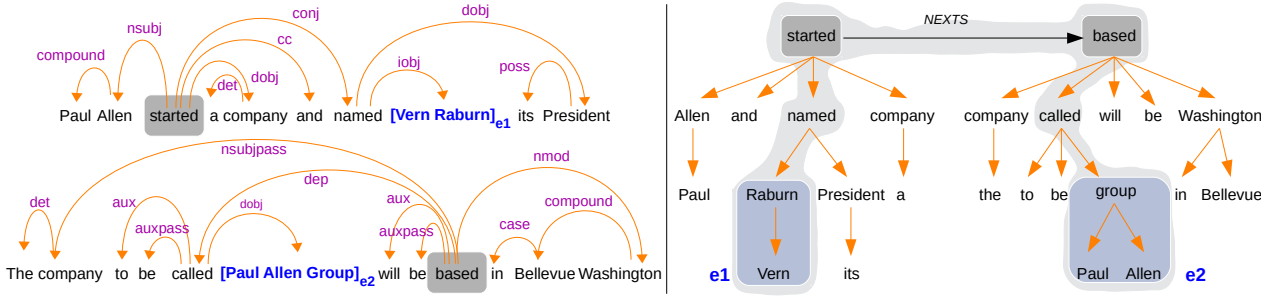 conj
dobj
nsubj
cc
compound
iobj
poss
dobj
det
Paul Allen started a company and named [Vern Raburn]e1 its President
nsubjpass
nmod
dep
det
aux
dobj
aux
compound
auxpass
auxpass
case
The company to be called [Paul Allen Group]e2 will be based in Bellevue Washington
NEXTS
started based
Allen and named company company called will be Washington
Paul Raburn President a the to be group in Bellevue
e1 Vern its Paul Allen e2